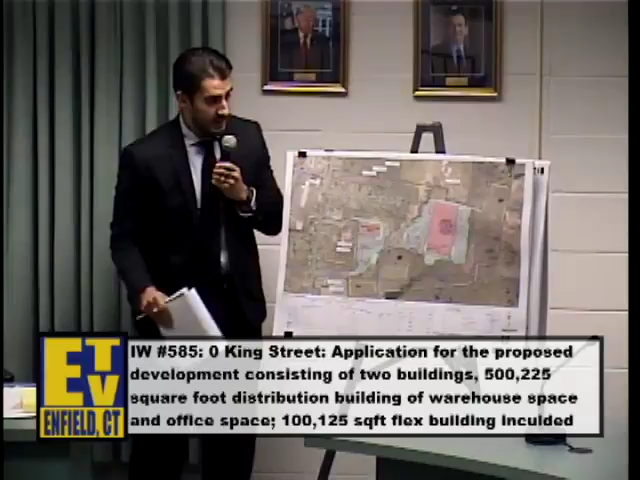 ETV
ENFIELD, CT
IW #585: 0 King Street: Application for the proposed
development consisting of two buildings, 500,225
square foot distribution building of warehouse space
and office space; 100,125 sqft flex building inculded